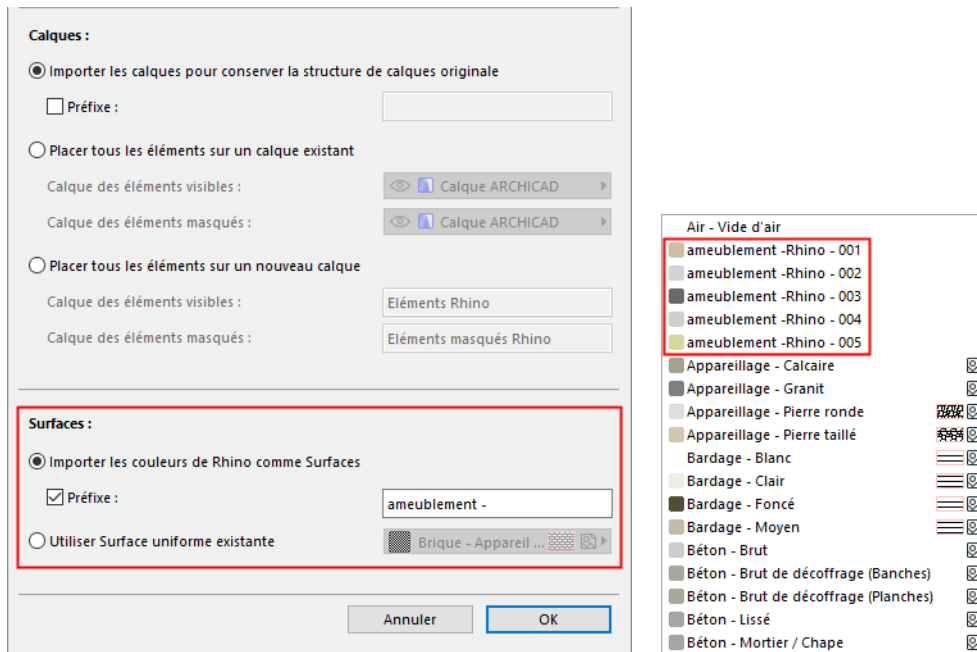 Calques :
Importer les calques pour conserver la structure de calques originale
Préfixe :
Placer tous les éléments sur un calque existant
Calque des éléments visibles : Calque ARCHICAD
Calque des éléments masqués : Calque ARCHICAD
Placer tous les éléments sur un nouveau calque
Calque des éléments visibles : Eléments Rhino
Calque des éléments masqués : Eléments masqués Rhino
Surfaces :
Importer les couleurs de Rhino comme Surfaces
Préfixe : ameublement -
Utiliser Surface uniforme existante Brique - Appareil ...
Annuler OK
Air - Vide d'air
ameublement -Rhino - 001
ameublement -Rhino - 002
ameublement -Rhino - 003
ameublement -Rhino - 004
ameublement -Rhino - 005
Appareillage - Calcaire
Appareillage - Granit
Appareillage - Pierre ronde
Appareillage - Pierre taillé
Bardage - Blanc
Bardage - Clair
Bardage - Foncé
Bardage - Moyen
Béton - Brut
Béton - Brut de décoffrage (Banches)
Béton - Brut de décoffrage (Planches)
Béton - Lissé
Béton - Mortier / Chape